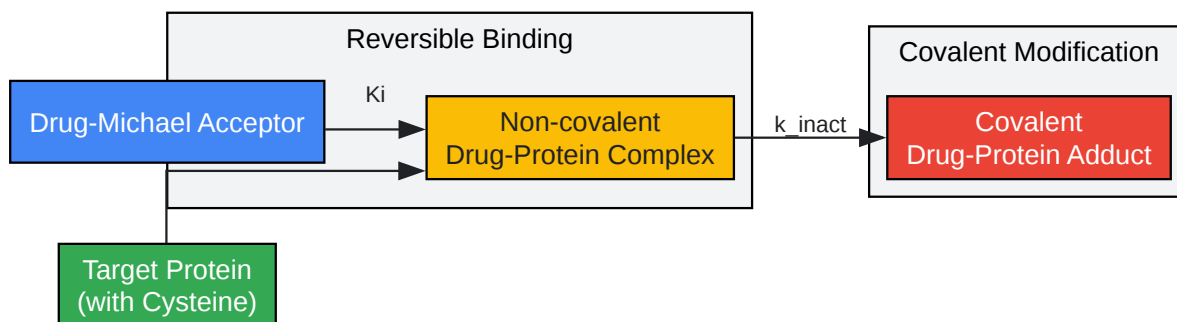 Reversible Binding
Covalent Modification
Drug-Michael Acceptor
Ki
Non-covalent
Drug-Protein Complex
k_inact
Covalent
Drug-Protein Adduct
Target Protein
(with Cysteine)